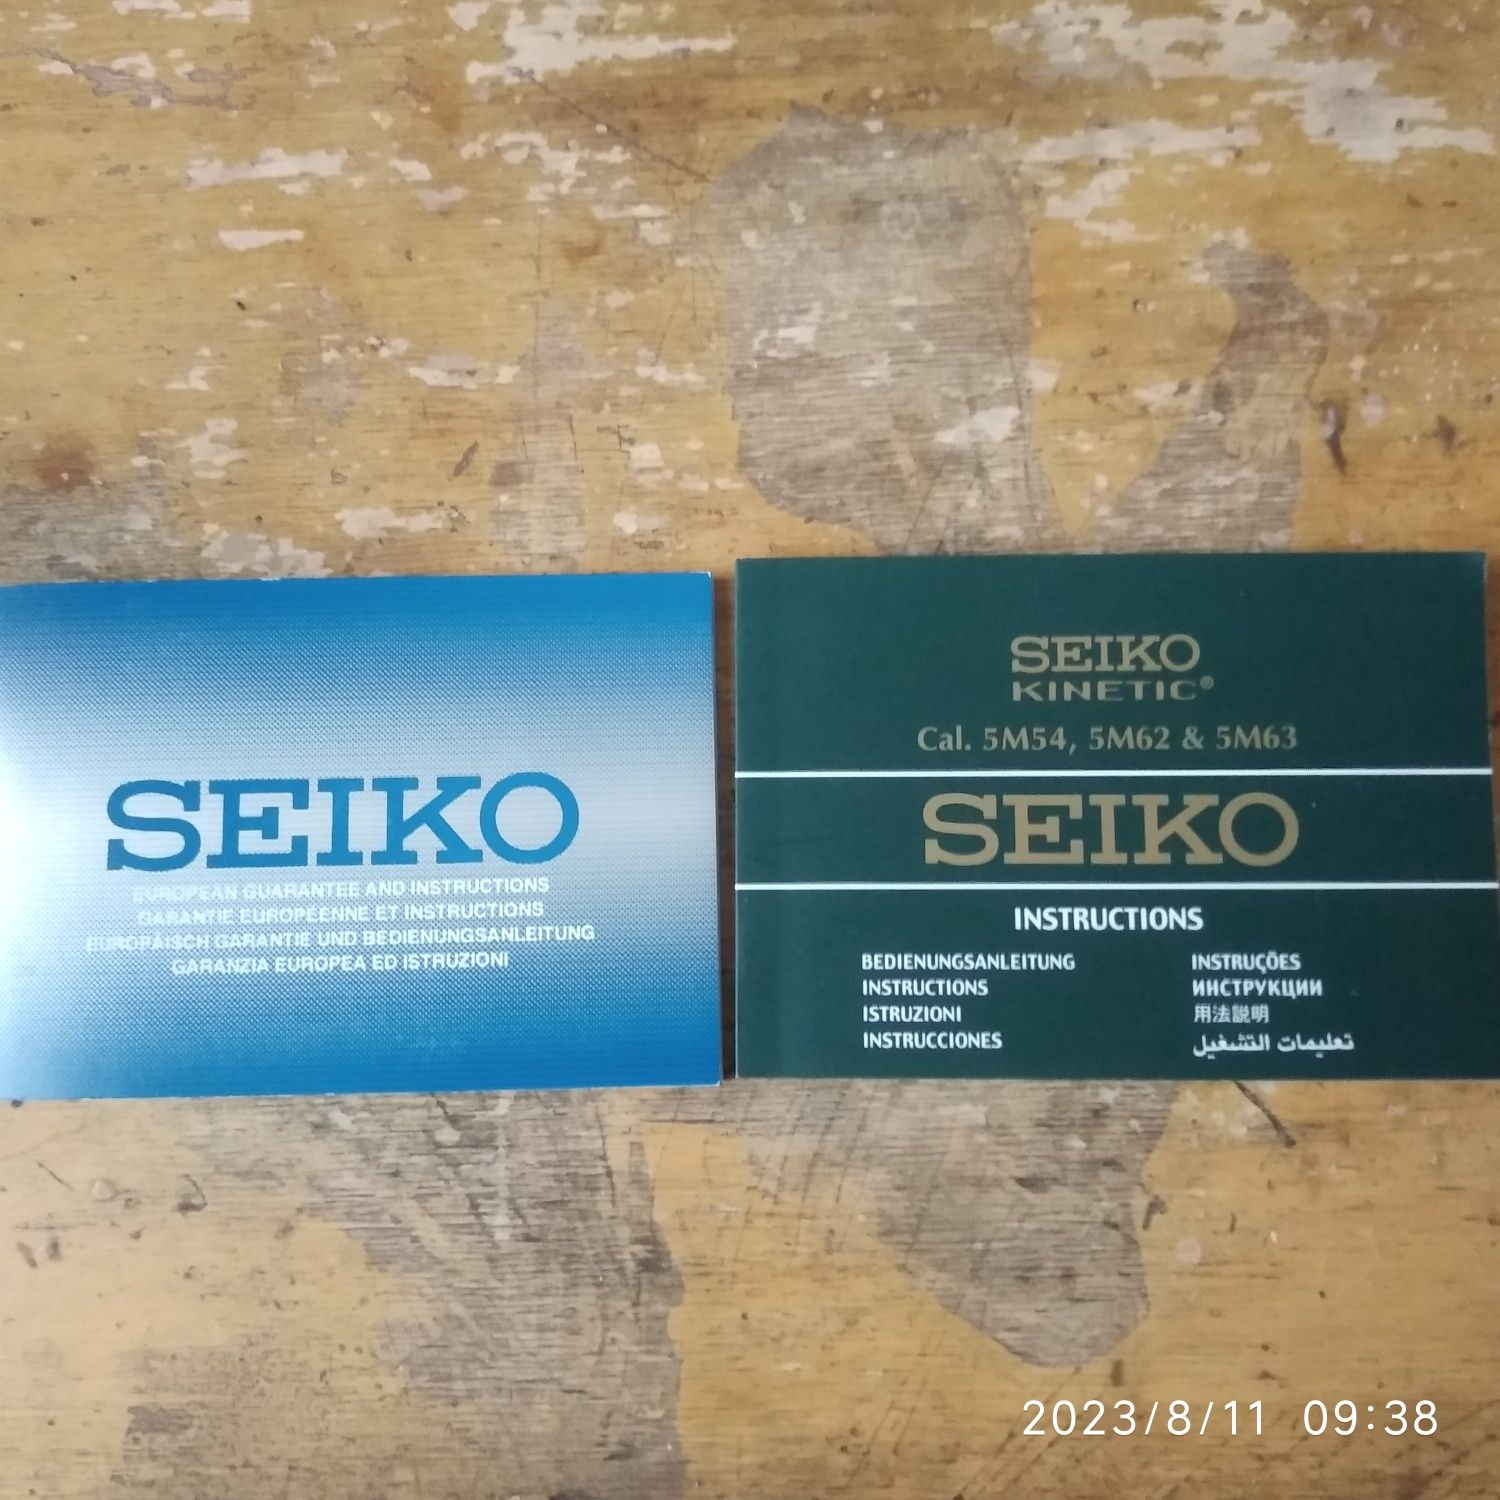 SEIKO
EUROPEAN GUARANTEE AND INSTRUCTIONS
GARANTIE EUROPÉENNE ET INSTRUCTIONS
EUROPÄISCH GARANTIE UND BEDIENUNGSANLEITUNG
GARANZIA EUROPEA ED ISTRUZIONI
SEIKO
KINETIC®
Cal. 5M54, 5M62 & 5M63
SEIKO
INSTRUCTIONS
BEDIENUNGSANLEITUNG
INSTRUCTIONS
ISTRUZIONI
INSTRUCCIONES
INSTRUÇÕES
ИНСТРУКЦИИ
用法説明
تعليمات التشغيل
2023/8/11 09:38